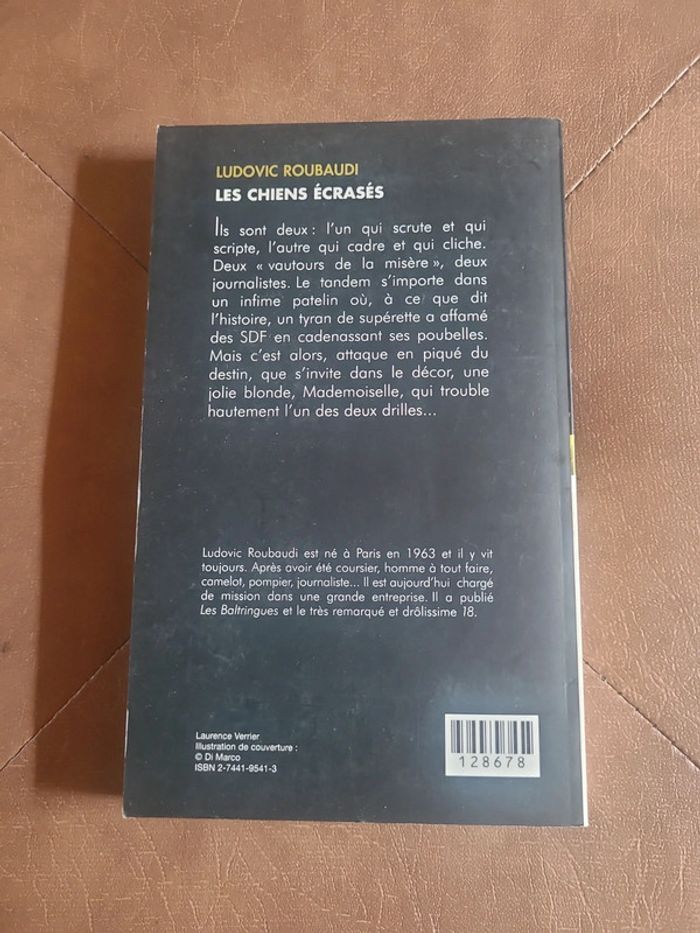 LUDOVIC ROUBAUDI
LES CHIENS ÉCRASÉS
Ils sont deux : l'un qui scrute et qui
scripte, l'autre qui cadre et qui cliche.
Deux « vautours de la misère », deux
journalistes. Le tandem s'importe dans
un infime patelin où, à ce que dit
l'histoire, un tyran de supérette a affamé
des SDF en cadenassant ses poubelles.
Mais c'est alors, attaque en piqué du
destin, que s'invite dans le décor, une
jolie blonde, Mademoiselle, qui trouble
hautement l'un des deux drilles...
Ludovic Roubaudi est né à Paris en 1963 et il y vit
toujours. Après avoir été coursier, homme à tout faire,
camelot, pompier, journaliste... Il est aujourd'hui chargé
de mission dans une grande entreprise. Il a publié
Les Baltringues et le très remarqué et drôlissime 18.
Laurence Verrier
Illustration de couverture :
© Di Marco
ISBN 2-7441-9541-3
128678